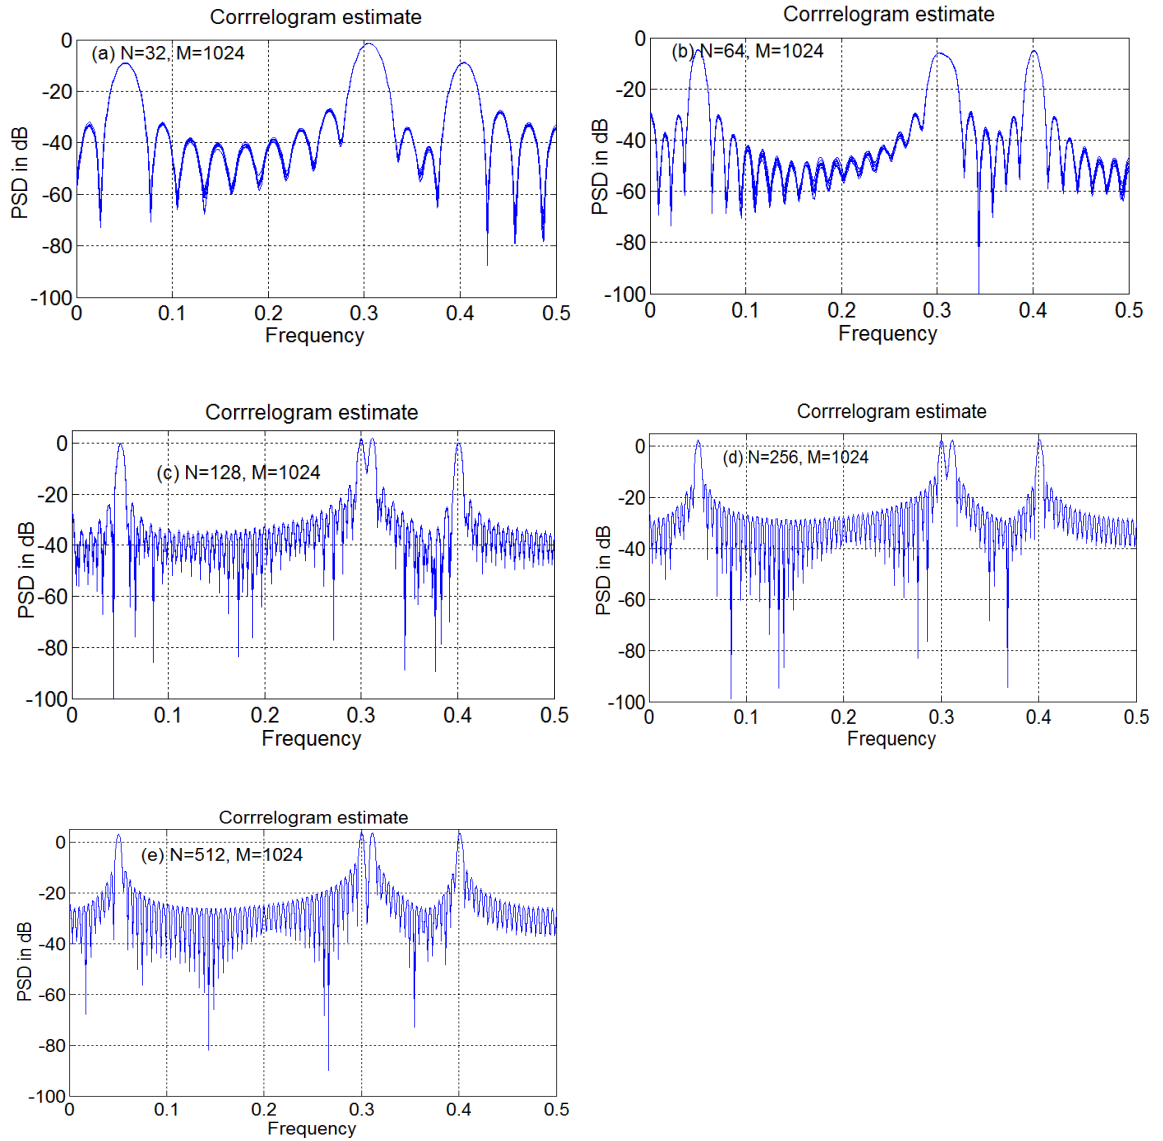 Corrrelogram estimate
(a) N=32, M=1024
PSD in dB
0
-20
-40
-60
-80
-100
0 0.1 0.2 0.3 0.4 0.5
Frequency
Corrrelogram estimate
(b) N=64, M=1024
PSD in dB
0
-20
-40
-60
-80
-100
0 0.1 0.2 0.3 0.4 0.5
Frequency
Corrrelogram estimate
(c) N=128, M=1024
PSD in dB
0
-20
-40
-60
-80
-100
0 0.1 0.2 0.3 0.4 0.5
Frequency
Corrrelogram estimate
(d) N=256, M=1024
PSD in dB
0
-20
-40
-60
-80
-100
0 0.1 0.2 0.3 0.4 0.5
Frequency
Corrrelogram estimate
(e) N=512, M=1024
PSD in dB
0
-20
-40
-60
-80
-100
0 0.1 0.2 0.3 0.4 0.5
Frequency